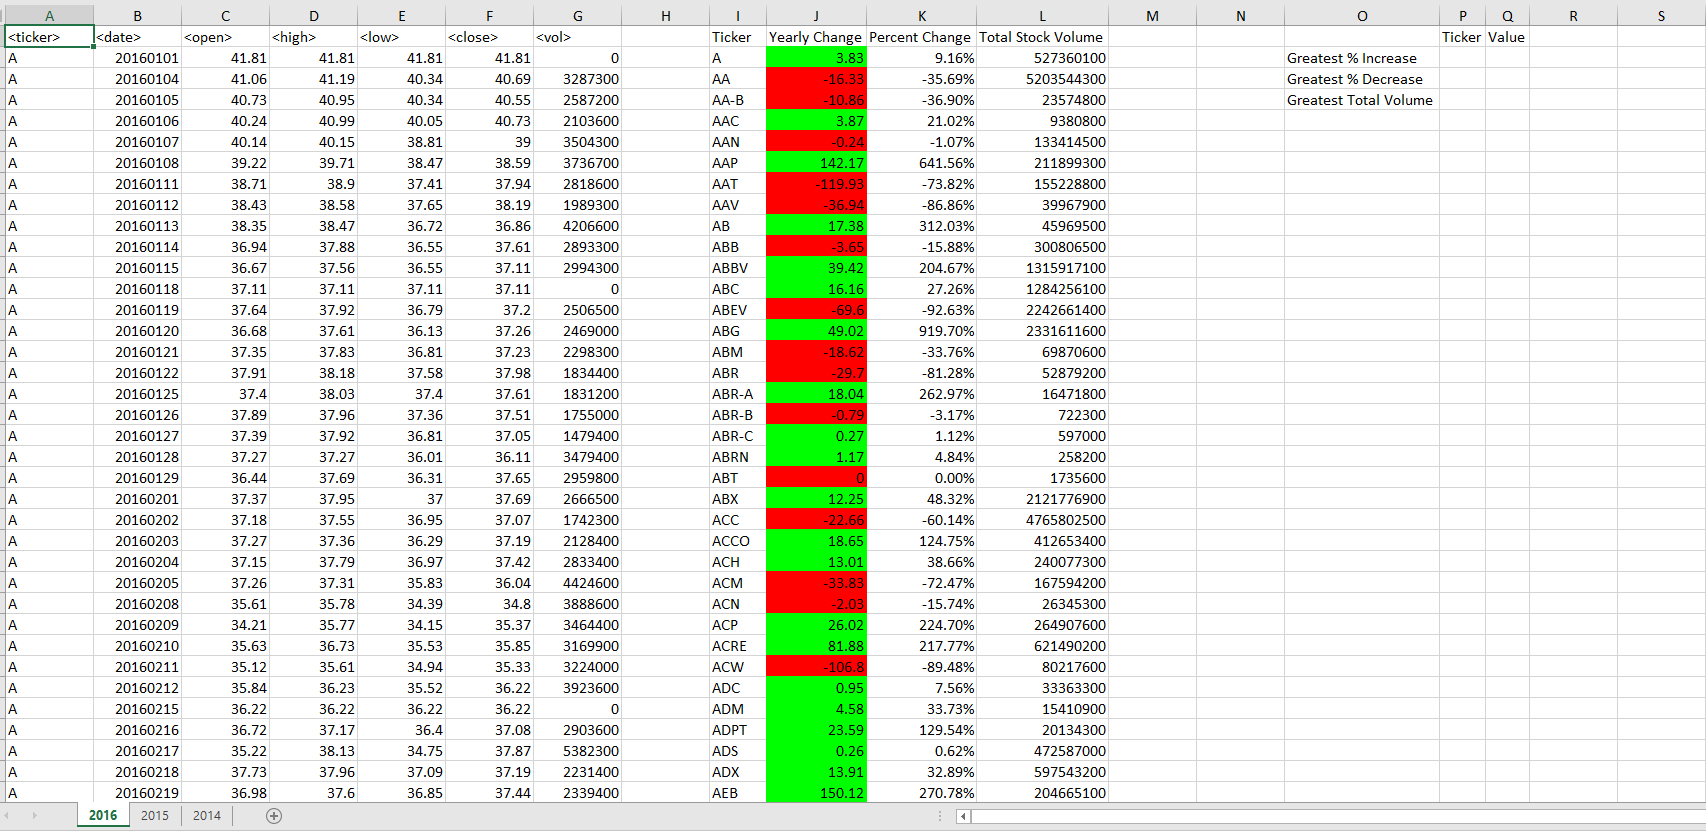 A B C D E F G H I J K L M N O P Q R S
<ticker> <date> <open> <high> <low> <close> <vol> Ticker Yearly Change Percent Change Total Stock Volume Ticker Value
A 20160101 41.81 41.81 41.81 41.81 0 A 3.83 9.16% 527360100 Greatest % Increase
A 20160104 41.06 41.19 40.34 40.69 3287300 AA -16.33 -35.69% 5203544300 Greatest % Decrease
A 20160105 40.73 40.95 40.34 40.55 2587200 AA-B -10.86 -36.90% 23574800 Greatest Total Volume
A 20160106 40.24 40.99 40.05 40.73 2103600 AAC 3.87 21.02% 9380800
A 20160107 40.14 40.15 38.81 39 3504300 AAN -0.24 -1.07% 133414500
A 20160108 39.22 39.71 38.47 38.59 3736700 AAP 142.17 641.56% 211899300
A 20160111 38.71 38.9 37.41 37.94 2818600 AAT -119.93 -73.82% 155228800
A 20160112 38.43 38.58 37.65 38.19 1989300 AAV -36.94 -86.86% 39967900
A 20160113 38.35 38.47 36.72 36.86 4206600 AB 17.38 312.03% 45969500
A 20160114 36.94 37.88 36.55 37.61 2893300 ABB -3.65 -15.88% 300806500
A 20160115 36.67 37.56 36.55 37.11 2994300 ABBV 39.42 204.67% 1315917100
A 20160118 37.11 37.11 37.11 37.11 0 ABC 16.16 27.26% 1284256100
A 20160119 37.64 37.92 36.79 37.2 2506500 ABEV -69.6 -92.63% 2242661400
A 20160120 36.68 37.61 36.13 37.26 2469000 ABG 49.02 919.70% 2331611600
A 20160121 37.35 37.83 36.81 37.23 2298300 ABM -18.62 -33.76% 69870600
A 20160122 37.91 38.18 37.58 37.98 1834400 ABR -29.7 -81.28% 52879200
A 20160125 37.4 38.03 37.4 37.61 1831200 ABR-A 18.04 262.97% 16471800
A 20160126 37.89 37.96 37.36 37.51 1755000 ABR-B -0.79 -3.17% 722300
A 20160127 37.39 37.92 36.81 37.05 1479400 ABR-C 0.27 1.12% 597000
A 20160128 37.27 37.27 36.01 36.11 3479400 ABRN 1.17 4.84% 258200
A 20160129 36.44 37.69 36.31 37.65 2959800 ABT 0 0.00% 1735600
A 20160201 37.37 37.95 37 37.69 2666500 ABX 12.25 48.32% 2121776900
A 20160202 37.18 37.55 36.95 37.07 1742300 ACC -22.66 -60.14% 4765802500
A 20160203 37.27 37.36 36.29 37.19 2128400 ACCO 18.65 124.75% 412653400
A 20160204 37.15 37.79 36.97 37.42 2833400 ACH 13.01 38.66% 240077300
A 20160205 37.26 37.31 35.83 36.04 4424600 ACM -33.83 -72.47% 167594200
A 20160208 35.61 35.78 34.39 34.8 3888600 ACN -2.03 -15.74% 26345300
A 20160209 34.21 35.77 34.15 35.37 3464400 ACP 26.02 224.70% 264907600
A 20160210 35.63 36.73 35.53 35.85 3169900 ACRE 81.88 217.77% 621490200
A 20160211 35.12 35.61 34.94 35.33 3224000 ACW -106.8 -89.48% 80217600
A 20160212 35.84 36.23 35.52 36.22 3923600 ADC 0.95 7.56% 33363300
A 20160215 36.22 36.22 36.22 36.22 0 ADM 4.58 33.73% 15410900
A 20160216 36.72 37.17 36.4 37.08 2903600 ADPT 23.59 129.54% 20134300
A 20160217 35.22 38.13 34.75 37.87 5382300 ADS 0.26 0.62% 472587000
A 20160218 37.73 37.96 37.09 37.19 2231400 ADX 13.91 32.89% 597543200
A 20160219 36.98 37.6 36.85 37.44 2339400 AEB 150.12 270.78% 204665100
2016 2015 2014